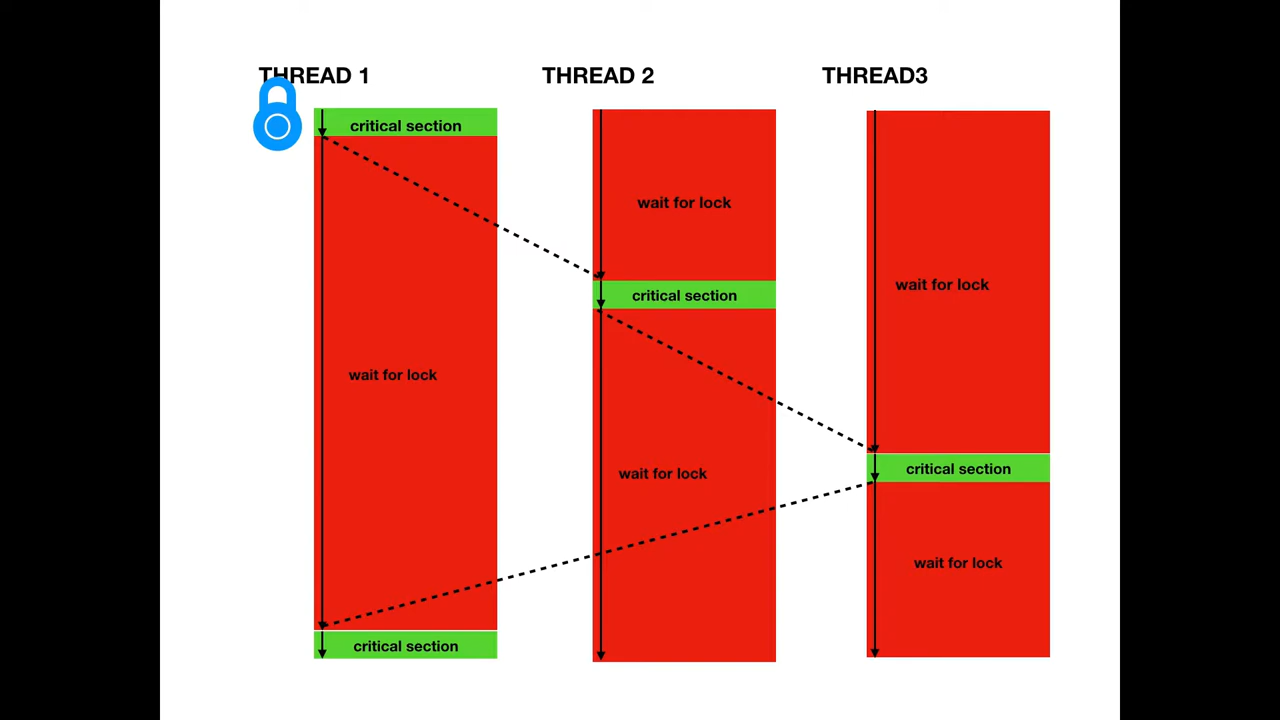 THREAD 1
THREAD 2
THREAD3
critical section
wait for lock
wait for lock
critical section
wait for lock
wait for lock
critical section
wait for lock
critical section